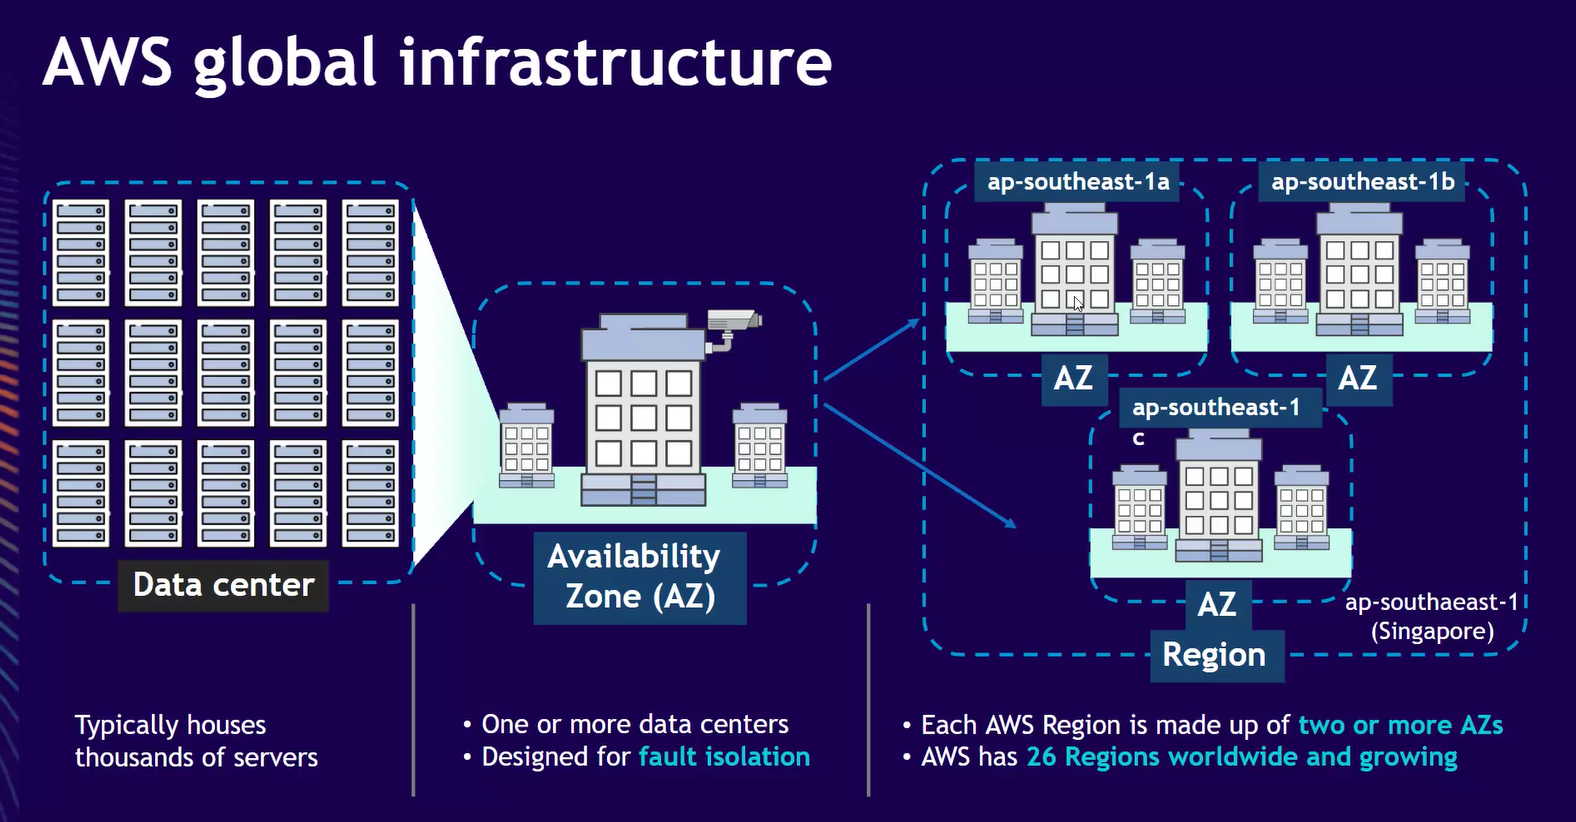 AWS global infrastructure
Data center
Typically houses
thousands of servers
Availability
Zone (AZ)
• One or more data centers
• Designed for fault isolation
ap-southeast-1a
AZ
ap-southeast-1b
AZ
ap-southeast-1
c
AZ
ap-southaeast-1
(Singapore)
Region
• Each AWS Region is made up of two or more AZs
• AWS has 26 Regions worldwide and growing